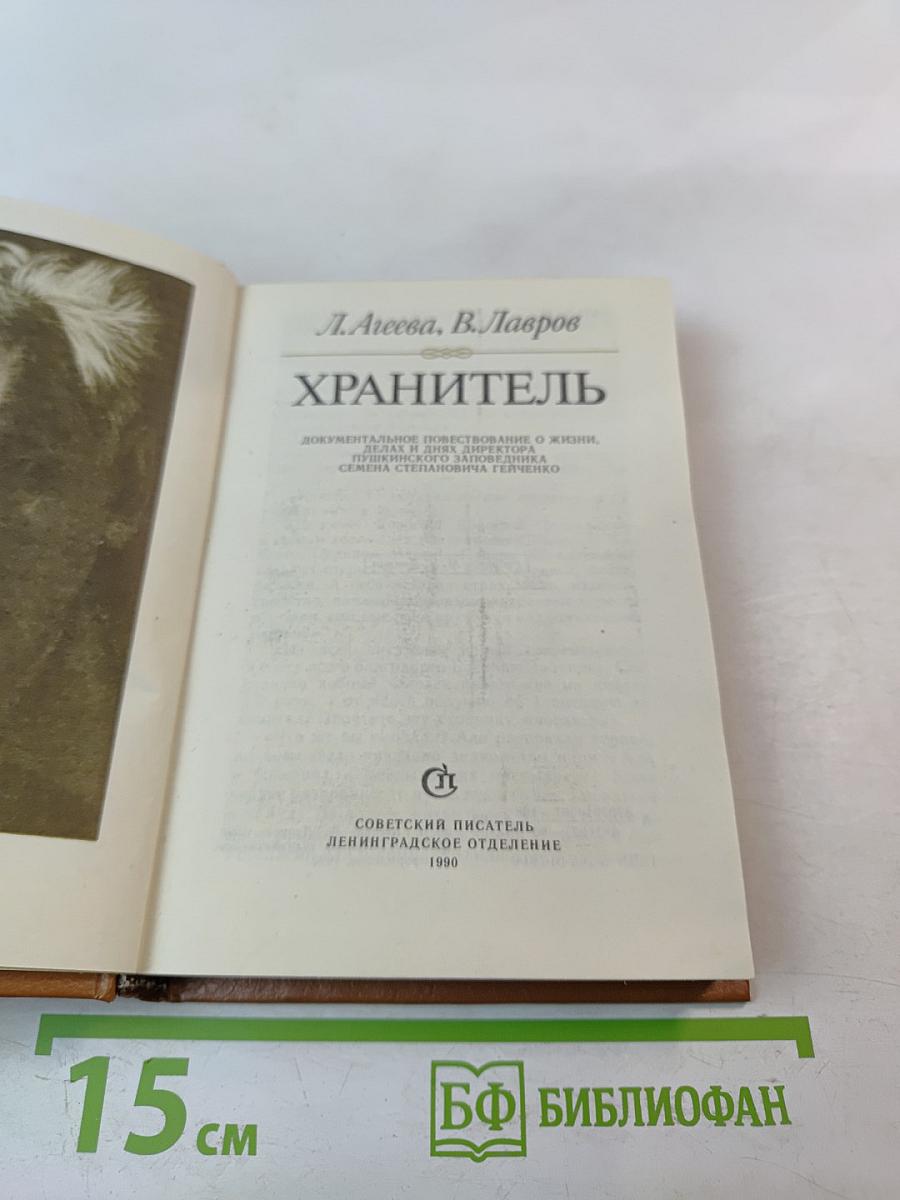 Л. Агеева, В. Лавров
ХРАНИТЕЛЬ
ДОКУМЕНТАЛЬНОЕ ПОВЕСТВОВАНИЕ О ЖИЗНИ,
ДЕЛАХ И ДНЯХ ДИРЕКТОРА
ПУШКИНСКОГО ЗАПОВЕДНИКА
СЕМЕНА СТЕПАНОВИЧА ГЕЙЧЕНКО
СП
СОВЕТСКИЙ ПИСАТЕЛЬ
ЛЕНИНГРАДСКОЕ ОТДЕЛЕНИЕ
1990
15 см
БФ БИБЛИОФАН